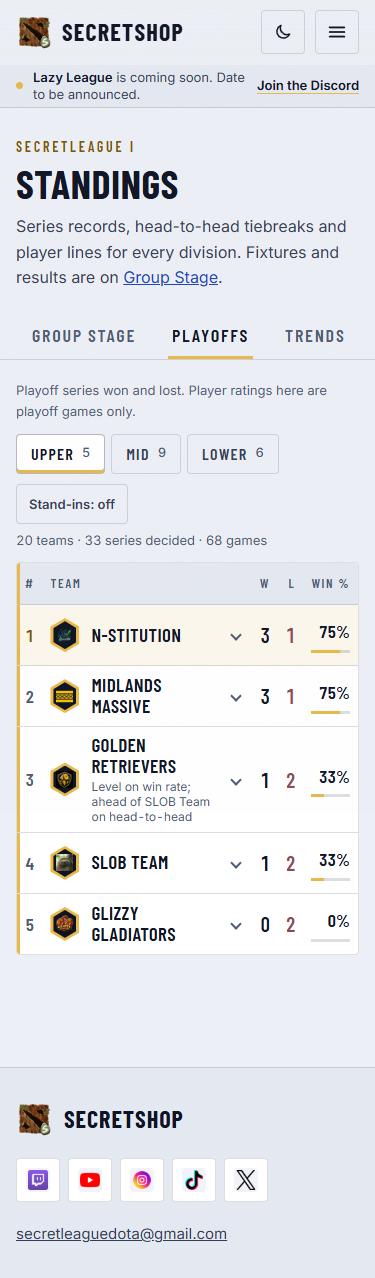 SECRETSHOP
Lazy League is coming soon. Date
to be announced.
Join the Discord
SECRETLEAGUE I
STANDINGS
Series records, head-to-head tiebreaks and
player lines for every division. Fixtures and
results are on Group Stage.
GROUP STAGE
PLAYOFFS
TRENDS
Playoff series won and lost. Player ratings here are
playoff games only.
UPPER 5
MID 9
LOWER 6
Stand-ins: off
20 teams · 33 series decided · 68 games
# TEAM W L WIN %
1 N-STITUTION 3 1 75%
2 MIDLANDS
MASSIVE 3 1 75%
GOLDEN
RETRIEVERS
3 Level on win rate; 1 2 33%
ahead of SLOB Team
on head-to-head
4 SLOB TEAM 1 2 33%
5 GLIZZY
GLADIATORS 0 2 0%
SECRETSHOP
secretleaguedota@gmail.com